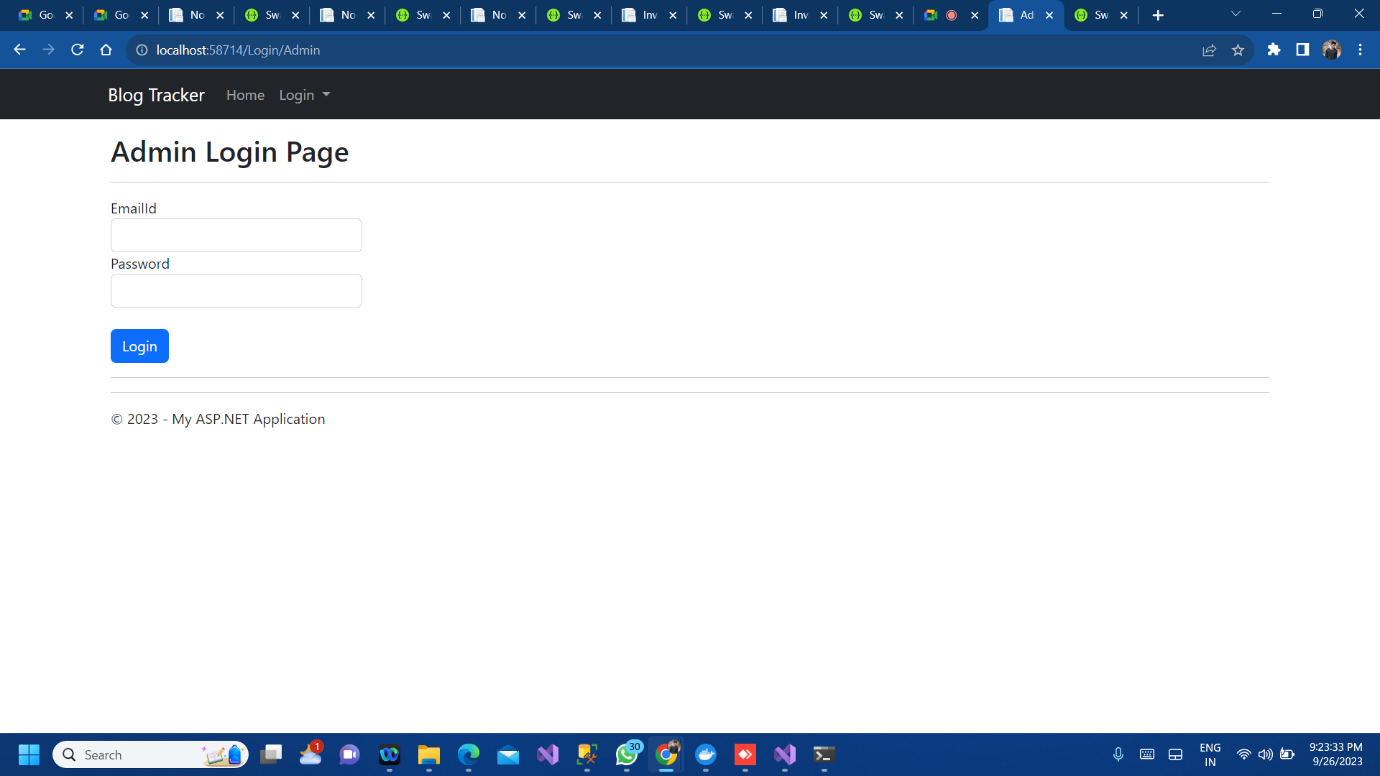 Go
Go
No
Sw
No
Sw
No
Sw
Inv
Sw
Inv
Sw
Ad
Sw
localhost:58714/Login/Admin
Blog Tracker Home Login
Admin Login Page
EmailId
Password
Login
© 2023 - My ASP.NET Application
Search
1
30
ENG
IN
9:23:33 PM
9/26/2023